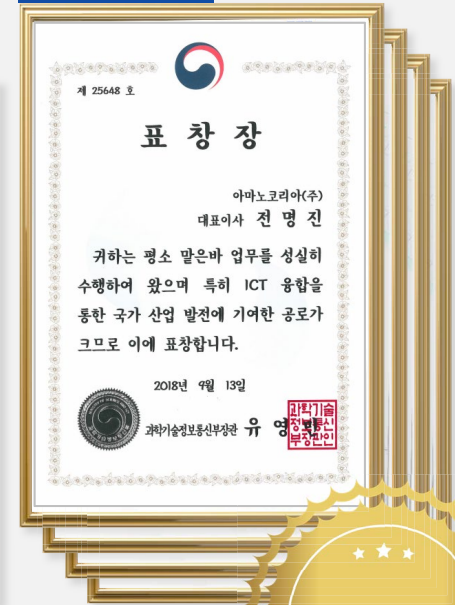 제 25648 호
표 창 장
아마노코리아(주)
대표이사 전 명 진
귀하는 평소 맡은바 업무를 성실히
수행하여 왔으며 특히 ICT 융합을
통한 국가 산업 발전에 기여한 공로가
크므로 이에 표창합니다.
2018년 9월 13일
과학기술정보통신부장관 유 영
과학기술
정보통신
부장관인